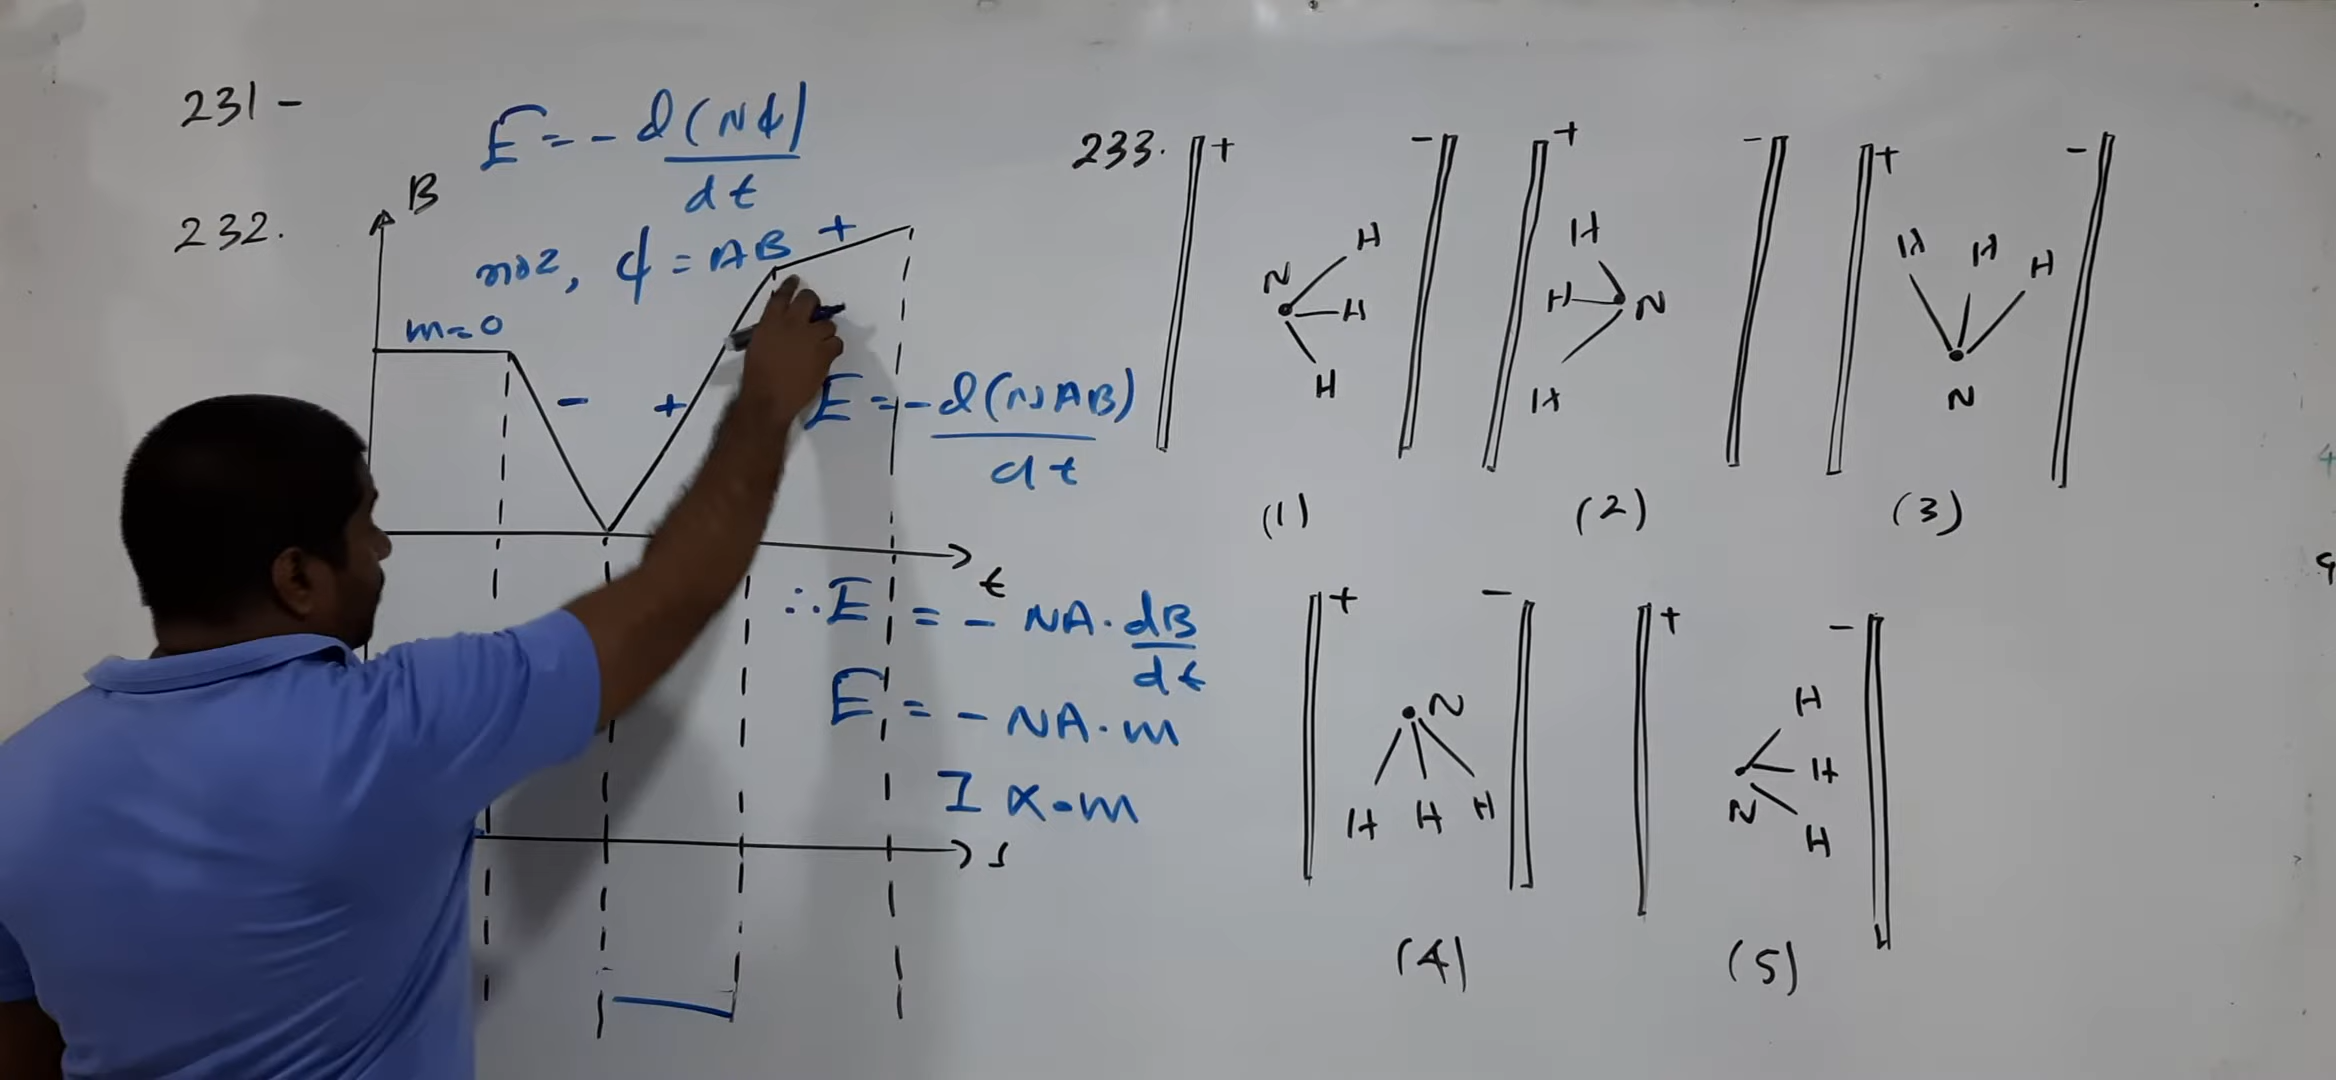 231 -
E = - d(Nφ)
dt
232.
B
φ = AB
+
m=0
-
+
E = - d(NAB)
dt
t
∴ E = - NA . dB
dt
E = - NA . m
I ∝ - m
233.
+
-
N
H
H
H
(1)
+
-
H
H
N
H
(2)
+
-
H
H
H
N
(3)
+
-
N
H
H
H
(4)
+
-
H
H
N
H
(5)